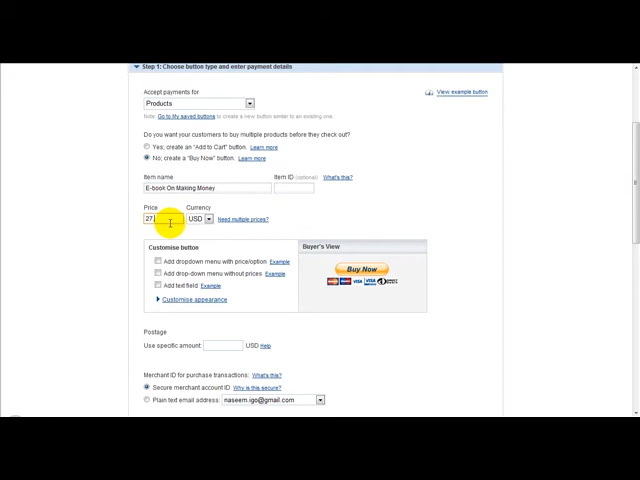 Step 1: Choose button type and enter payment details
Accept payments for
Products
View example button
Note: Go to My saved buttons to create a new button similar to an existing one.
Do you want your customers to buy multiple products before they check out?
Yes; create an "Add to Cart" button. Learn more
No; create a "Buy Now" button. Learn more
Item name Item ID (optional) What's this?
E-book On Making Money
Price Currency
27. USD Need multiple prices?
Customise button Buyer's View
Add dropdown menu with price/option Example
Add drop-down menu without prices Example
Add text field Example
Customise appearance
Buy Now
VISA
Postage
Use specific amount: USD Help
Merchant ID for purchase transactions: What's this?
Secure merchant account ID Why is this secure?
Plain text email address: naseem.igo@gmail.com